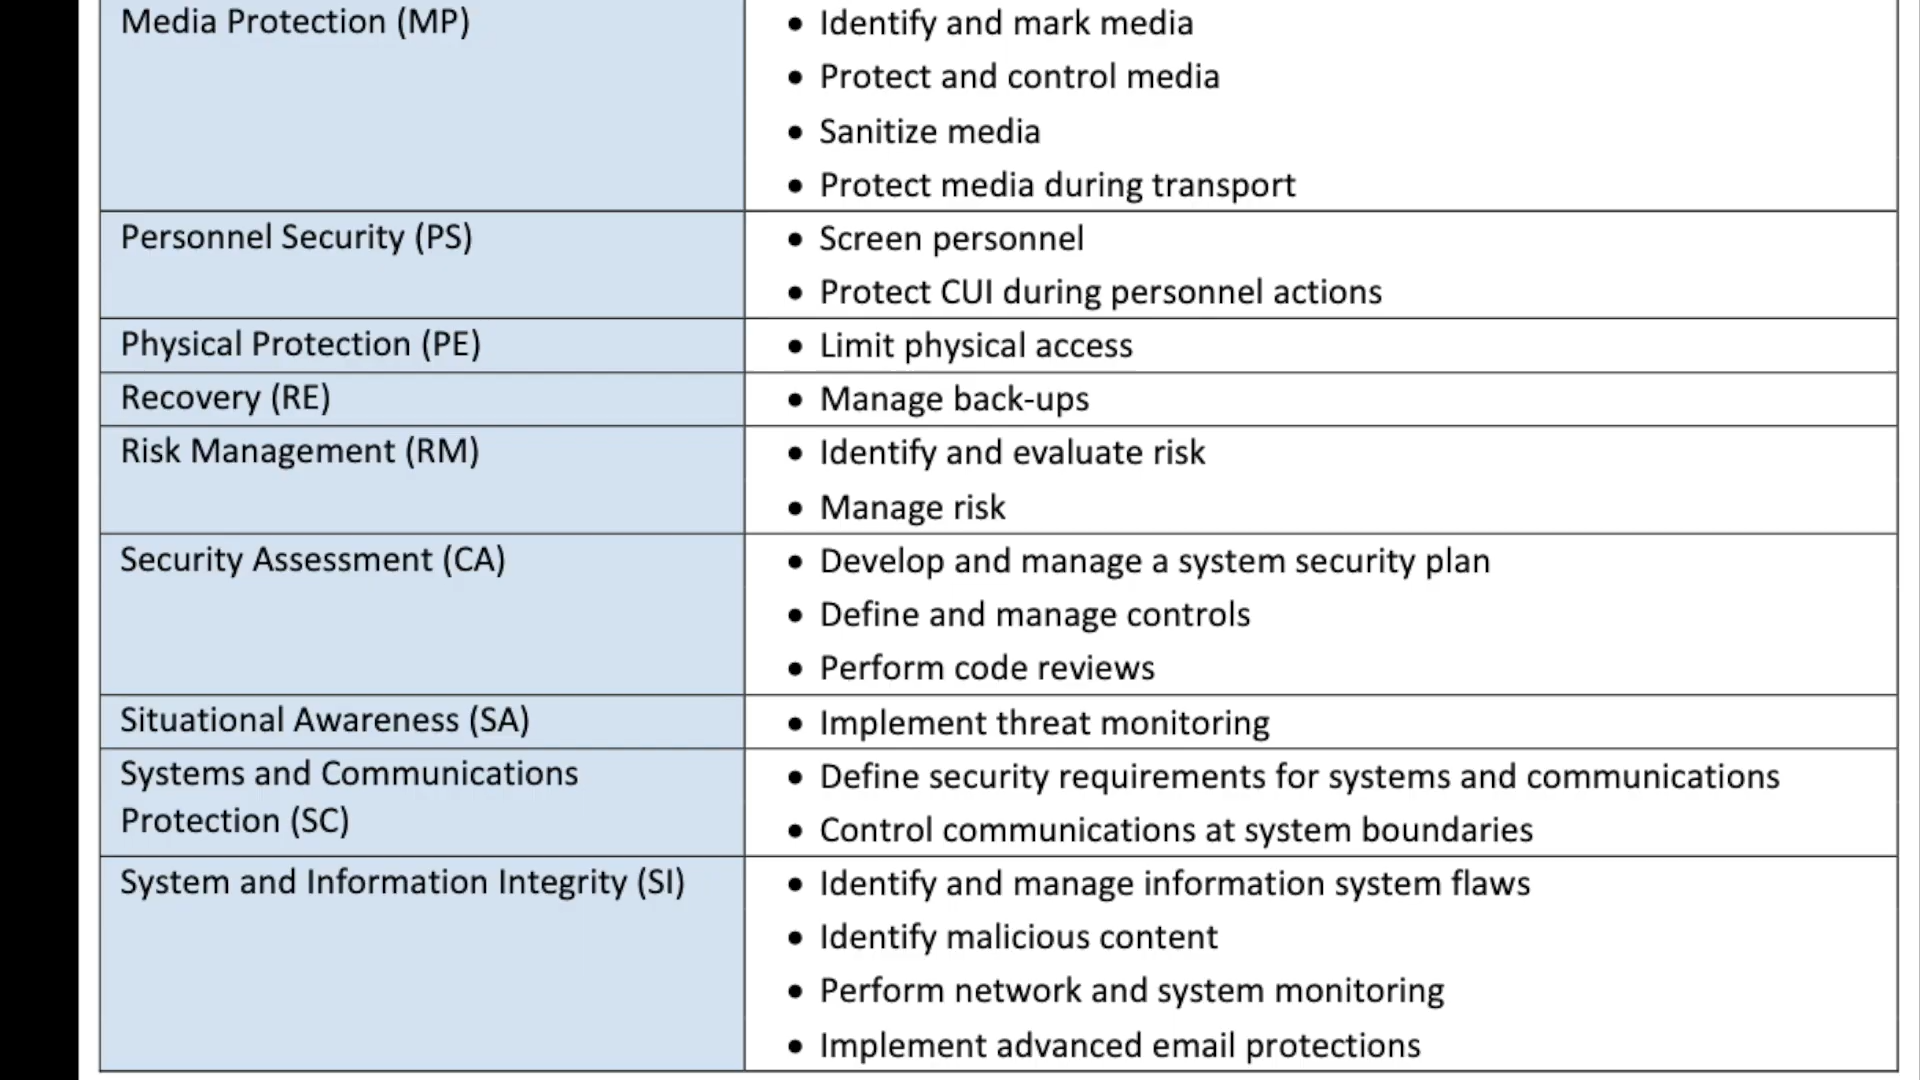 Media Protection (MP)
• Identify and mark media
• Protect and control media
• Sanitize media
• Protect media during transport
Personnel Security (PS)
• Screen personnel
• Protect CUI during personnel actions
Physical Protection (PE)
• Limit physical access
Recovery (RE)
• Manage back-ups
Risk Management (RM)
• Identify and evaluate risk
• Manage risk
Security Assessment (CA)
• Develop and manage a system security plan
• Define and manage controls
• Perform code reviews
Situational Awareness (SA)
• Implement threat monitoring
Systems and Communications
Protection (SC)
• Define security requirements for systems and communications
• Control communications at system boundaries
System and Information Integrity (SI)
• Identify and manage information system flaws
• Identify malicious content
• Perform network and system monitoring
• Implement advanced email protections